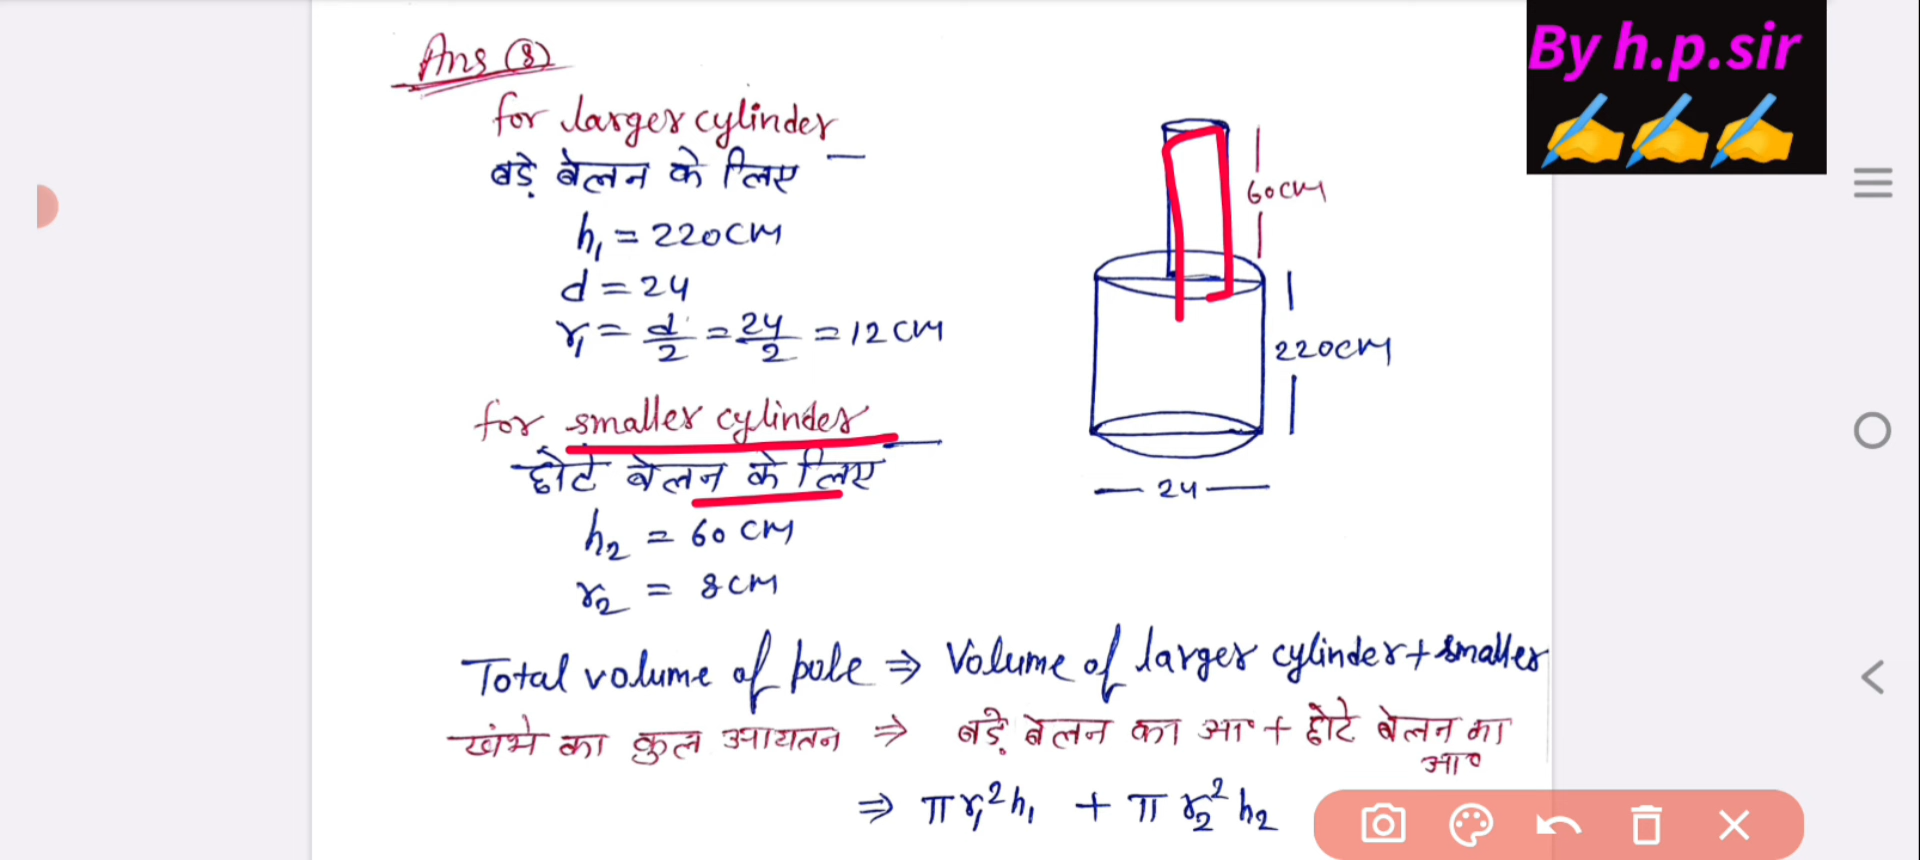 Ans (8)
for larger cylinder
बड़े बेलन के लिए —
h₁ = 220CM
d = 24
r₁ = d/2 = 24/2 = 12 CM
for smaller cylinder
छोटे बेलन के लिए —
h₂ = 60 CM
r₂ = 8CM
Total volume of pole ⇒ Volume of larger cylinder + smaller
खंभे का कुल आयतन ⇒ बड़े बेलन का आ० + छोटे बेलन का
आ०
⇒ πr₁²h₁ + πr₂²h₂
60CM
220CM
24
By h.p.sir